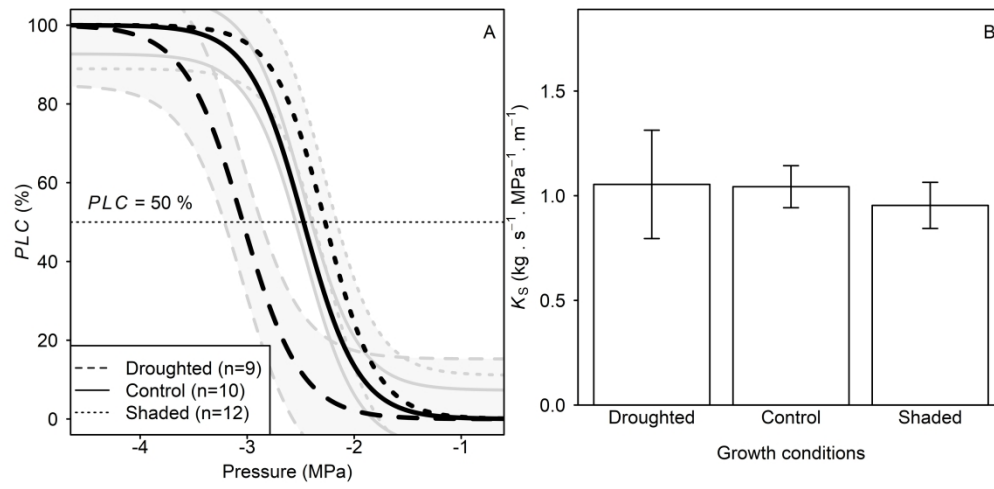 A
100
80
60
40
20
0
PLC (%)
PLC = 50 %
Droughted (n=9)
Control (n=10)
Shaded (n=12)
-4 -3 -2 -1
Pressure (MPa)
B
1.5
1.0
0.5
0.0
KS (kg . s−1. MPa−1. m−1)
Droughted Control Shaded
Growth conditions